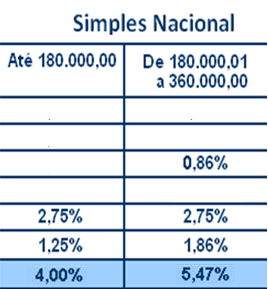 Simples Nacional
Até 180.000,00 De 180.000,01
a 360.000,00
0,86%
2,75% 2,75%
1,25% 1,86%
4,00% 5,47%